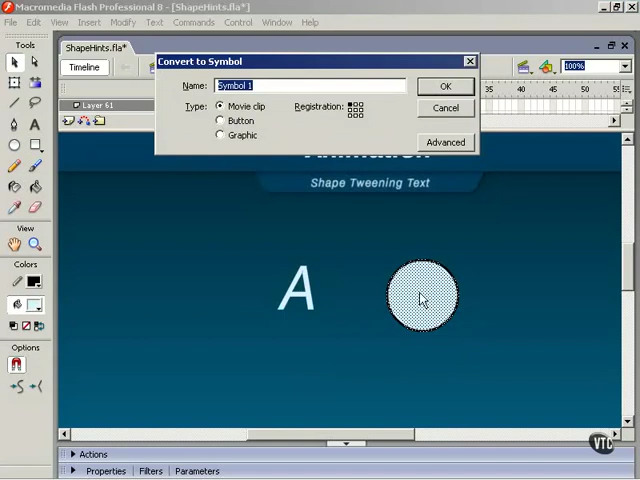 Macromedia Flash Professional 8 - [ShapeHints.fla*]
File Edit View Insert Modify Text Commands Control Window Help
Tools
ShapeHints.fla*
Timeline
100%
Convert to Symbol
Name: Symbol 1
OK
Type: Movie clip
Registration:
Cancel
Button
Graphic
Advanced
Layer 61
35 40 45 50
Animation
Shape Tweening Text
View
Colors
Options
A
VTC
Actions
Properties Filters Parameters